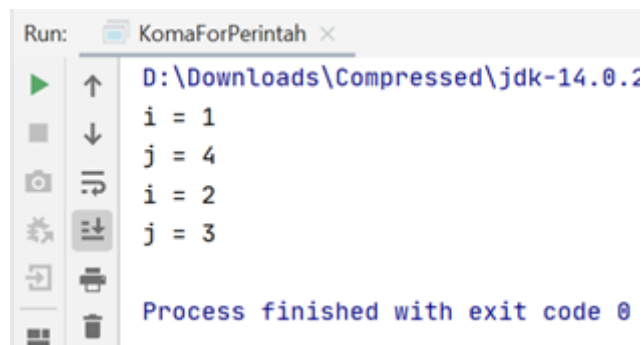 Run: KomaForPerintah
D:\Downloads\Compressed\jdk-14.0.2
i = 1
j = 4
i = 2
j = 3
Process finished with exit code 0